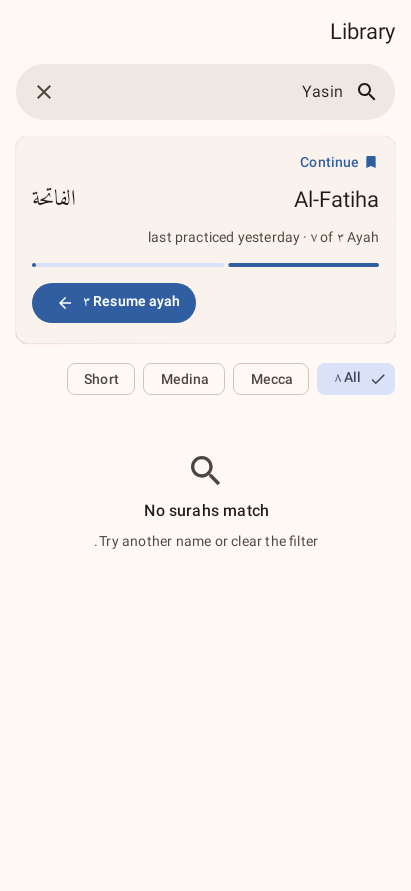 Library
Yasin
Continue
Al-Fatiha
الفاتحة
Ayah ٣ of ٧ · last practiced yesterday
Resume ayah ٣
All ٨
Mecca
Medina
Short
No surahs match
Try another name or clear the filter.